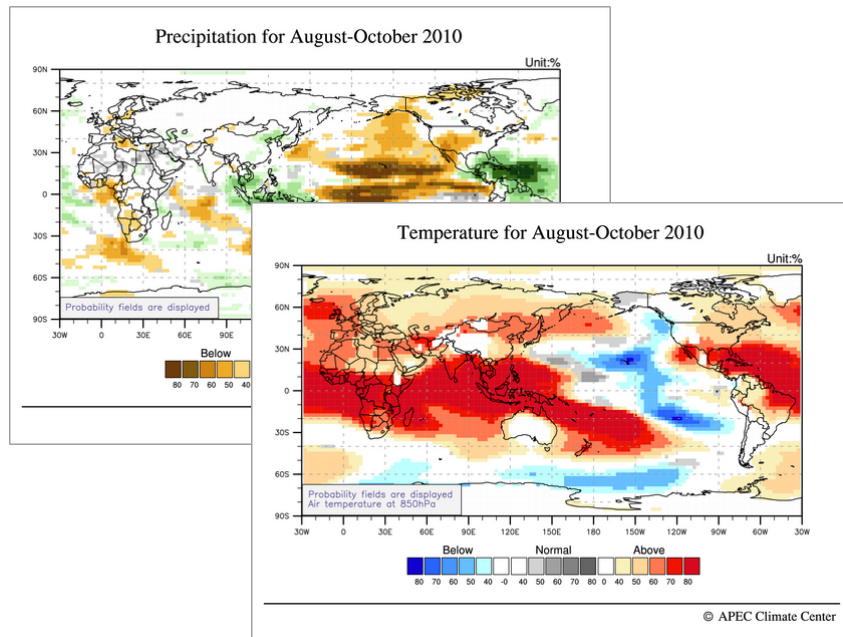 Precipitation for August-October 2010
Unit:%
90N
60N
30N
0
30S
60S
90S
Probability fields are displayed
30W 0 30E 60E 90E
Below
80 70 60 50 40
Temperature for August-October 2010
Unit:%
90N
60N
30N
0
30S
60S
90S
Probability fields are displayed
Air temperature at 850hPa
30W 0 30E 60E 90E 120E 150E 180 150W 120W 90W 60W 30W
Below Normal Above
80 70 60 50 40 -0 40 50 60 70 80 0 40 50 60 70 80
© APEC Climate Center